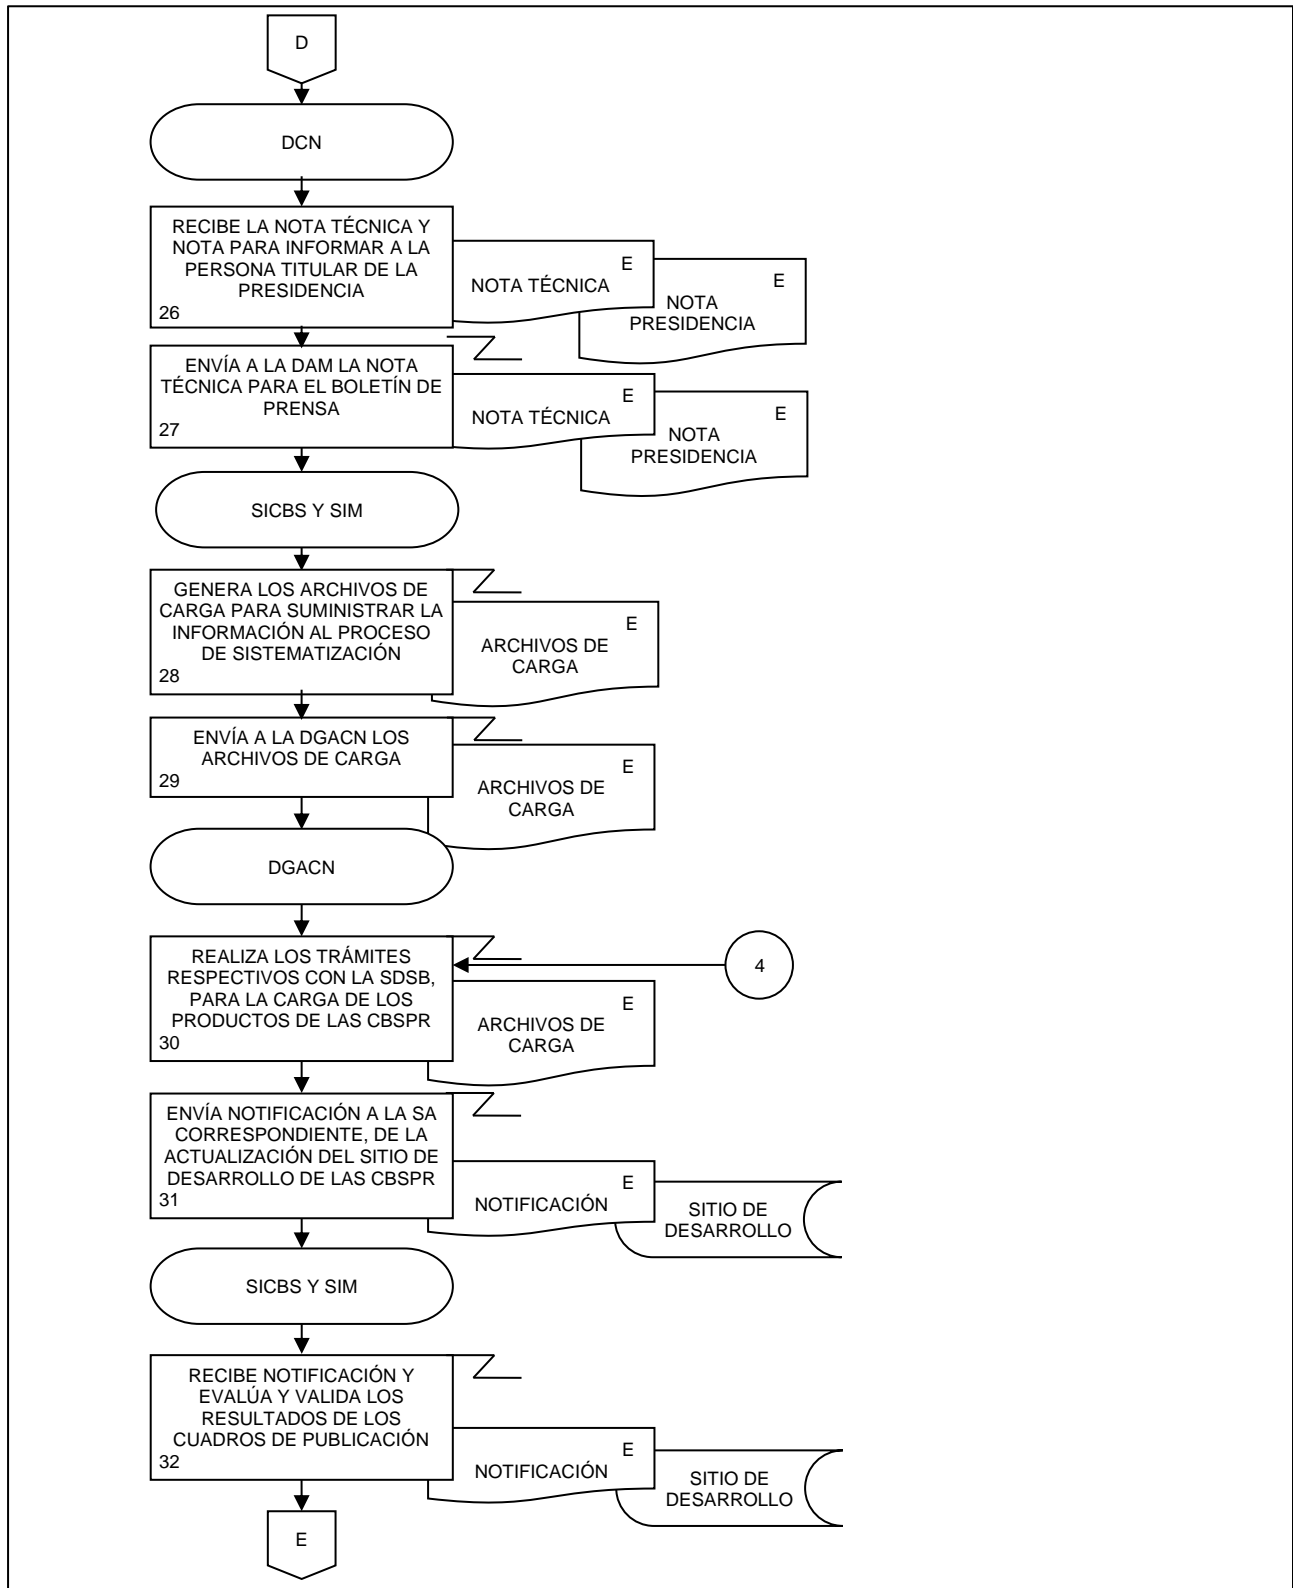 D
DCN
RECIBE LA NOTA TÉCNICA Y
NOTA PARA INFORMAR A LA
PERSONA TITULAR DE LA
PRESIDENCIA
26
E
NOTA TÉCNICA
E
NOTA
PRESIDENCIA
ENVÍA A LA DAM LA NOTA
TÉCNICA PARA EL BOLETÍN DE
PRENSA
27
E
NOTA TÉCNICA
E
NOTA
PRESIDENCIA
SICBS Y SIM
GENERA LOS ARCHIVOS DE
CARGA PARA SUMINISTRAR LA
INFORMACIÓN AL PROCESO
DE SISTEMATIZACIÓN
28
E
ARCHIVOS DE
CARGA
ENVÍA A LA DGACN LOS
ARCHIVOS DE CARGA
29
E
ARCHIVOS DE
CARGA
DGACN
REALIZA LOS TRÁMITES
RESPECTIVOS CON LA SDSB,
PARA LA CARGA DE LOS
PRODUCTOS DE LAS CBSPR
30
4
E
ARCHIVOS DE
CARGA
ENVÍA NOTIFICACIÓN A LA SA
CORRESPONDIENTE, DE LA
ACTUALIZACIÓN DEL SITIO DE
DESARROLLO DE LAS CBSPR
31
E
NOTIFICACIÓN
SITIO DE
DESARROLLO
SICBS Y SIM
RECIBE NOTIFICACIÓN Y
EVALÚA Y VALIDA LOS
RESULTADOS DE LOS
CUADROS DE PUBLICACIÓN
32
E
NOTIFICACIÓN
SITIO DE
DESARROLLO
E